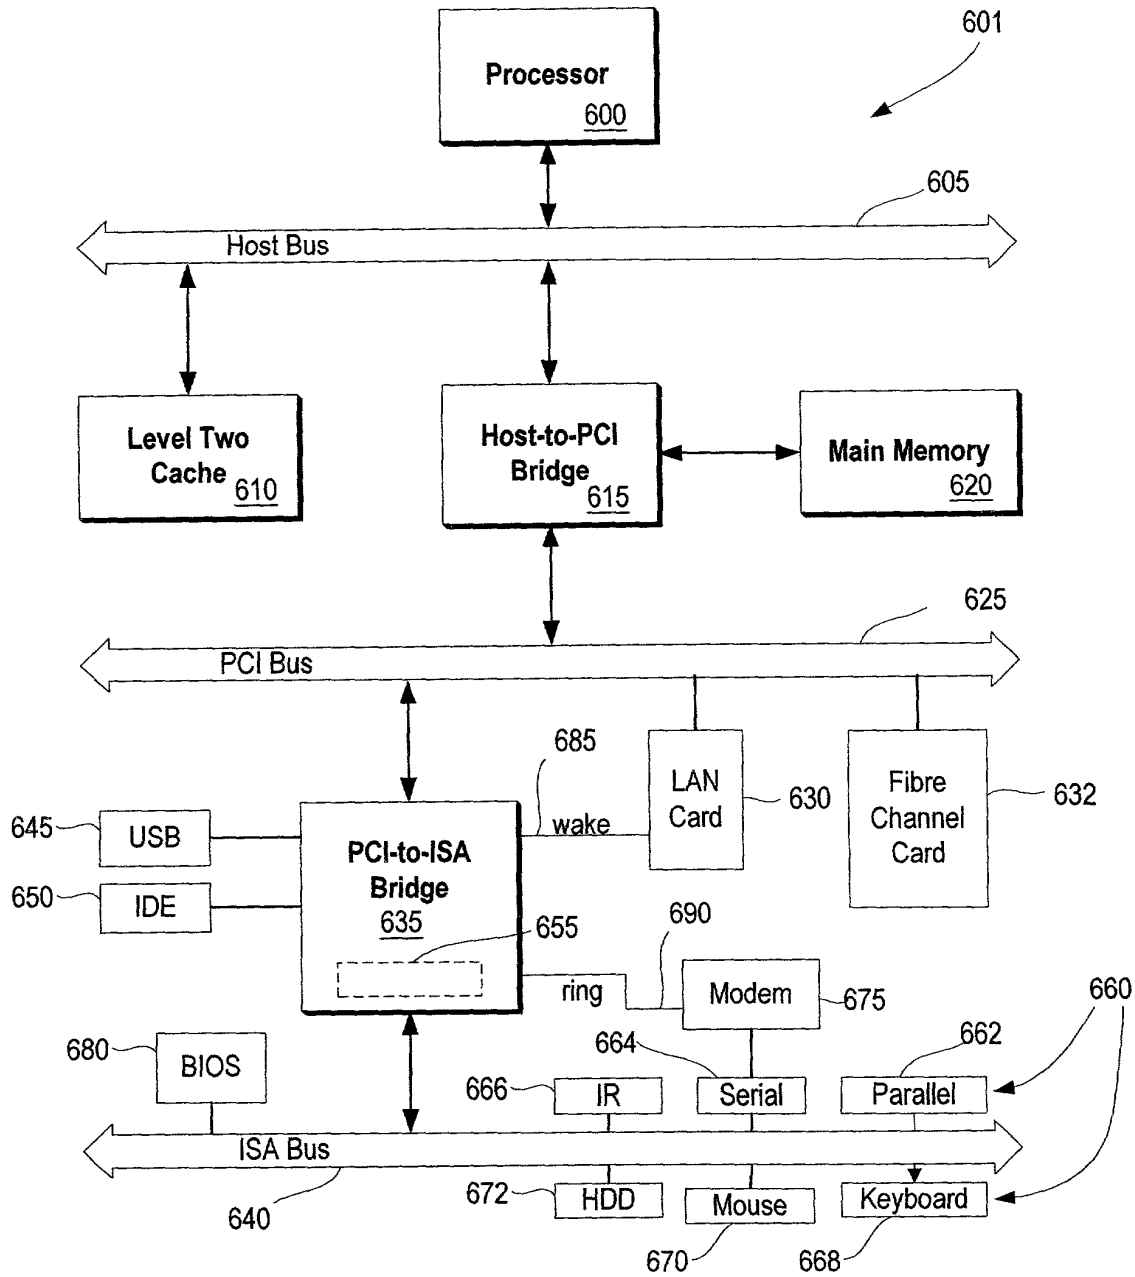 601
Processor
600
605
Host Bus
Level Two
Cache 610
Host-to-PCI
Bridge
615
Main Memory
620
625
PCI Bus
685
wake
LAN
Card
630
Fibre
Channel
Card
632
645
USB
650
IDE
PCI-to-ISA
Bridge
635
655
690
ring
Modem
675
660
680
BIOS
664
662
666
IR
Serial
Parallel
ISA Bus
672
HDD
Mouse
Keyboard
640
670
668